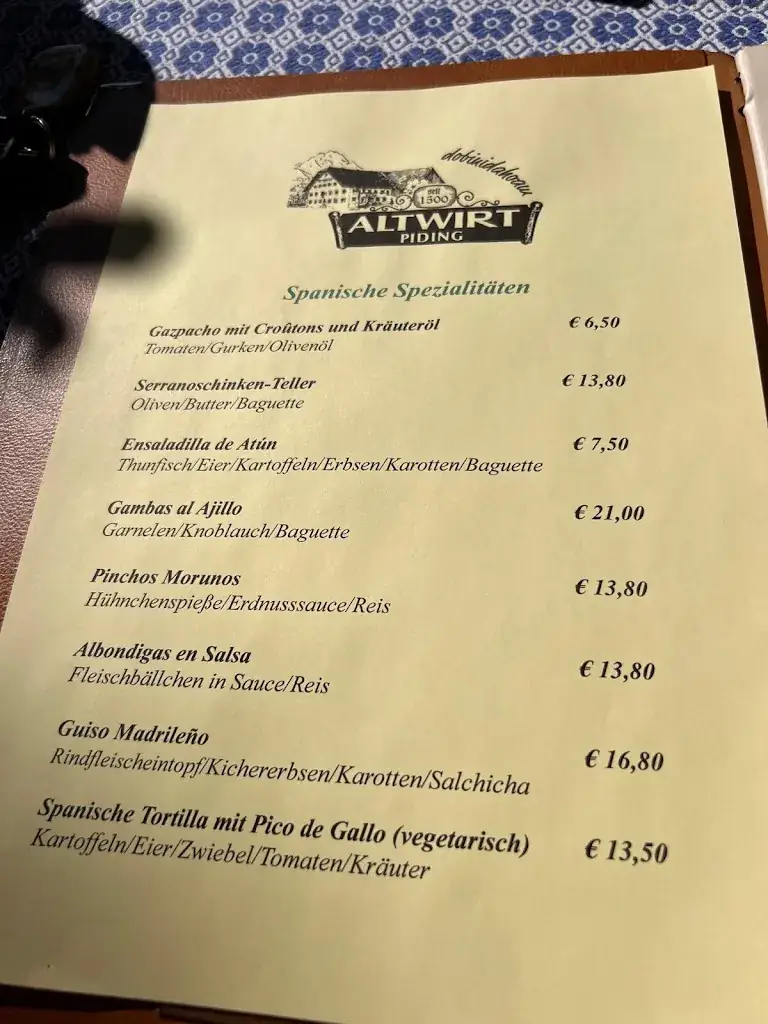 dobinidahoam
seit
1500
ALTWIRT
PIDING
Spanische Spezialitäten
Gazpacho mit Croûtons und Kräuteröl € 6,50
Tomaten/Gurken/Olivenöl
Serranoschinken-Teller € 13,80
Oliven/Butter/Baguette
Ensaladilla de Atún € 7,50
Thunfisch/Eier/Kartoffeln/Erbsen/Karotten/Baguette
Gambas al Ajillo € 21,00
Garnelen/Knoblauch/Baguette
Pinchos Morunos € 13,80
Hühnchenspieße/Erdnusssauce/Reis
Albondigas en Salsa € 13,80
Fleischbällchen in Sauce/Reis
Guiso Madrileño € 16,80
Rindfleischeintopf/Kichererbsen/Karotten/Salchicha
Spanische Tortilla mit Pico de Gallo (vegetarisch) € 13,50
Kartoffeln/Eier/Zwiebel/Tomaten/Kräuter